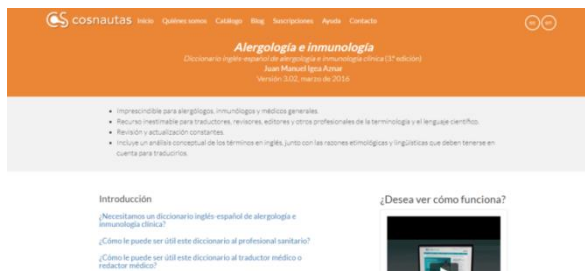 cosnautas Inicio Quiénes somos Catálogo Blog Suscripciones Ayuda Contacto
Alergología e inmunología
Diccionario inglés-español de alergología e inmunología clínica (3.ª edición)
Juan Manuel Igea Aznar
Versión 3.02, marzo de 2016
• Imprescindible para alergólogos, inmunólogos y médicos generales.
• Recurso inestimable para traductores, revisores, editores y otros profesionales de la terminología y el lenguaje científico.
• Revisión y actualización constantes.
• Incluye un análisis conceptual de los términos en inglés, junto con las razones etimológicas y lingüísticas que deben tenerse en
cuenta para traducirlos.
Introducción
¿Desea ver cómo funciona?
¿Necesitamos un diccionario inglés-español de alergología e
inmunología clínica?
¿Cómo le puede ser útil este diccionario al profesional sanitario?
¿Cómo le puede ser útil este diccionario al traductor médico o
redactor médico?